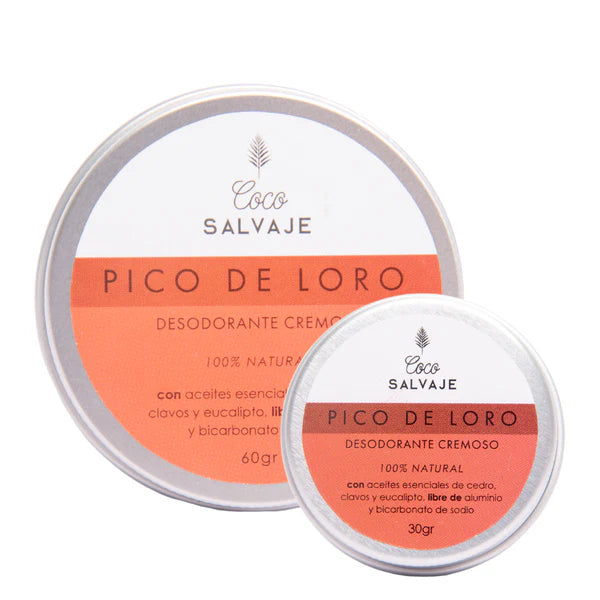 Coco
SALVAJE
PICO DE LORO
DESODORANTE CREMO
100% NATURAL
con aceites esenciales
clavos y eucalipto, libre
y bicarbonato
60gr
Coco
SALVAJE
PICO DE LORO
DESODORANTE CREMOSO
100% NATURAL
con aceites esenciales de cedro,
clavos y eucalipto, libre de aluminio
y bicarbonato de sodio
30gr